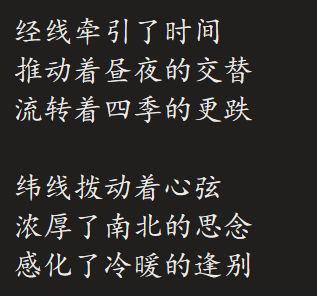 经线牵引了时间
推动着昼夜的交替
流转着四季的更跌

纬线拨动着心弦
浓厚了南北的思念
感化了冷暖的逢别